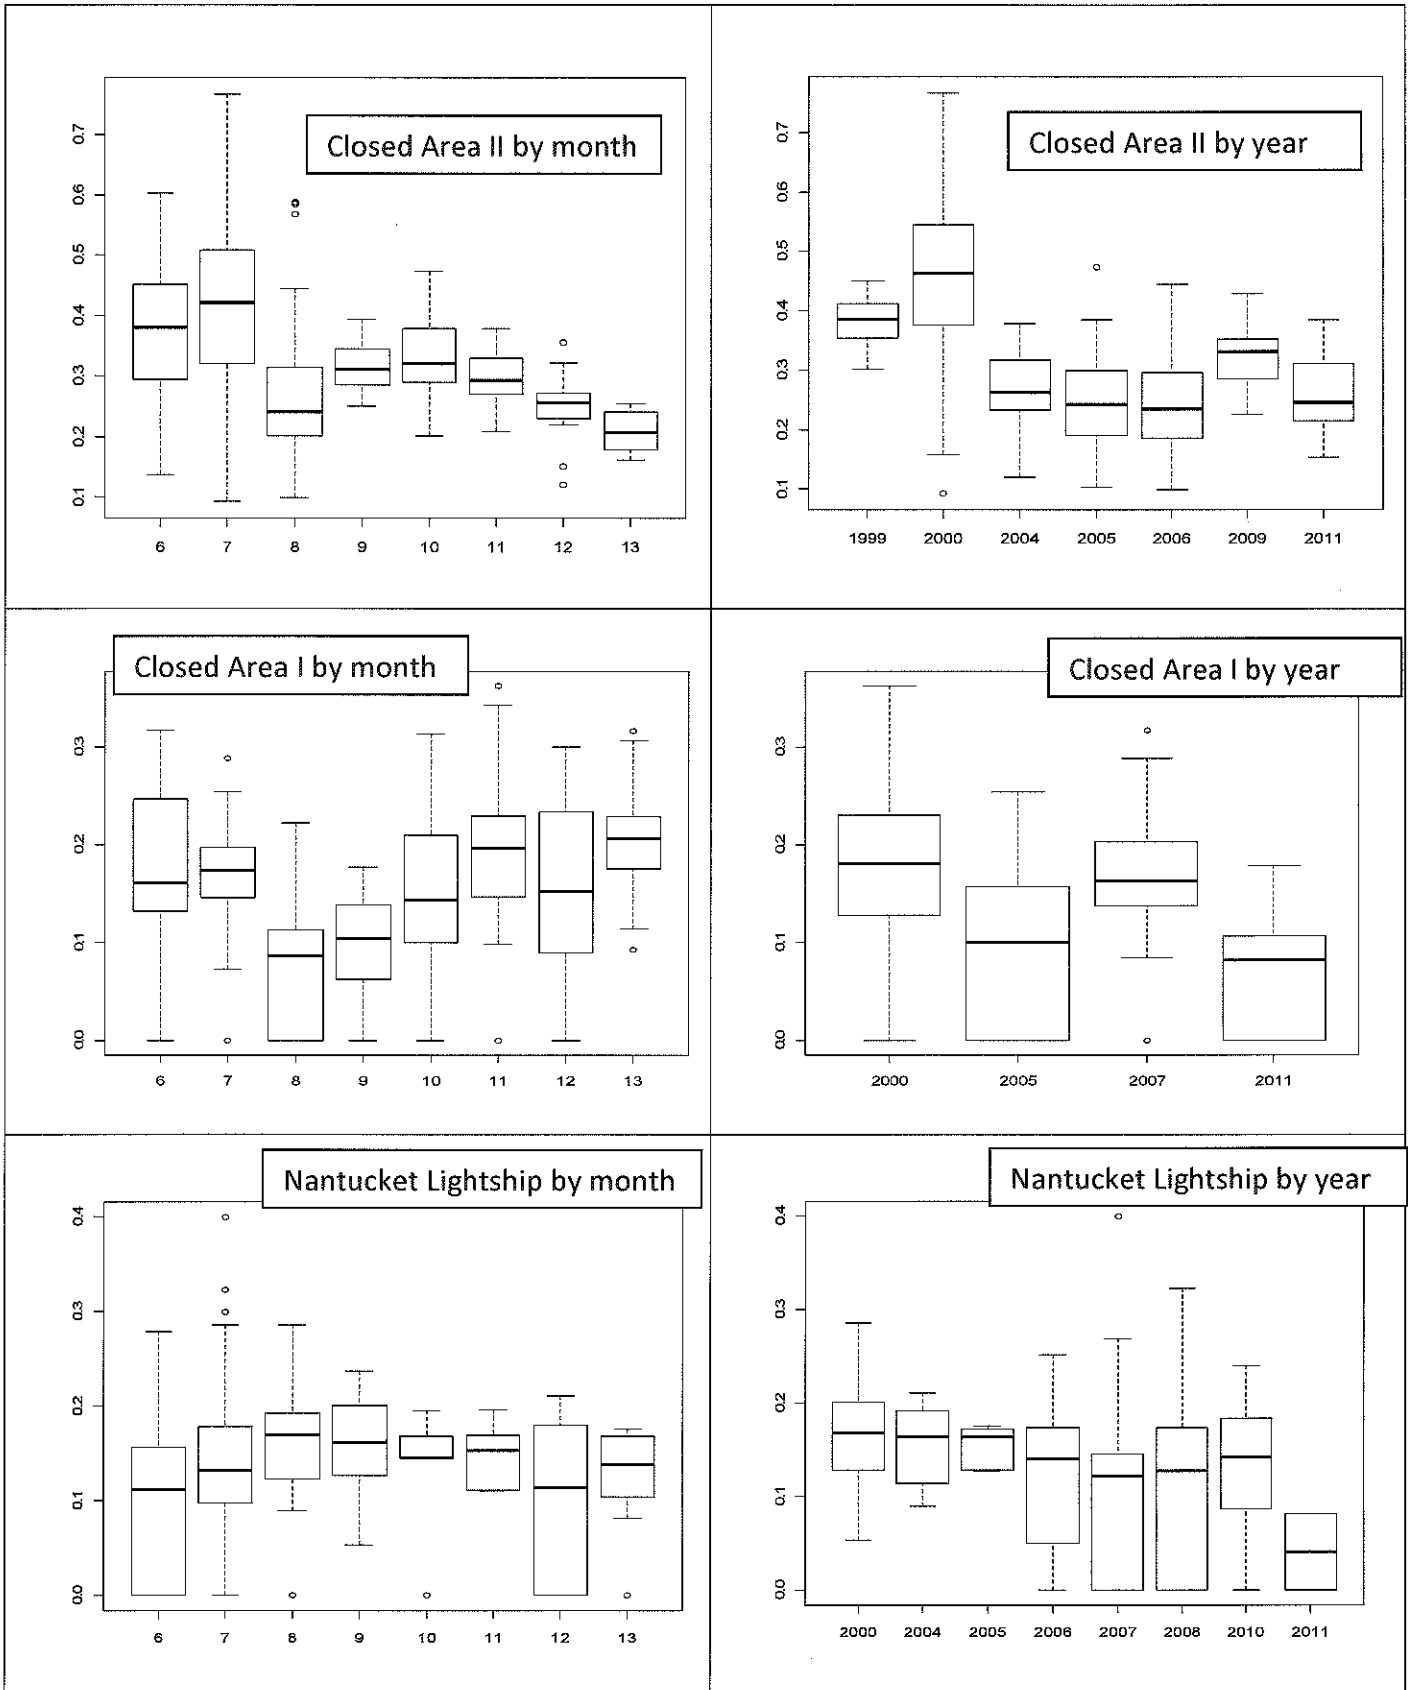 Closed Area II by month
0.7
0.6
0.5
0.4
0.3
0.2
0.1
6 7 8 9 10 11 12 13
Closed Area II by year
0.7
0.6
0.5
0.4
0.3
0.2
0.1
1999 2000 2004 2005 2006 2009 2011
Closed Area I by month
0.3
0.2
0.1
0.0
6 7 8 9 10 11 12 13
Closed Area I by year
0.3
0.2
0.1
0.0
2000 2005 2007 2011
Nantucket Lightship by month
0.4
0.3
0.2
0.1
0.0
6 7 8 9 10 11 12 13
Nantucket Lightship by year
0.4
0.3
0.2
0.1
0.0
2000 2004 2005 2006 2007 2008 2010 2011